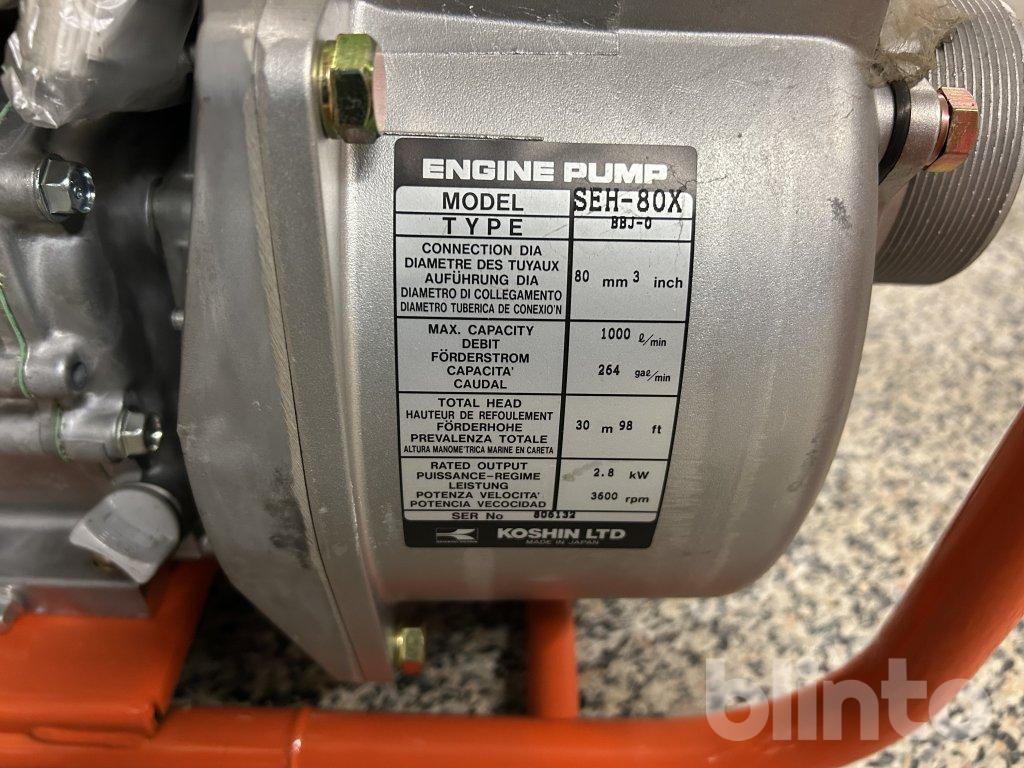 ENGINE PUMP
MODEL SEH-80X
TYPE BBJ-0
CONNECTION DIA
DIAMETRE DES TUYAUX
AUFÜHRUNG DIA
DIAMETRO DI COLLEGAMENTO
DIAMETRO TUBERICA DE CONEXIO'N
80 mm 3 inch
MAX. CAPACITY
DEBIT
FÖRDERSTROM
CAPACITA'
CAUDAL
1000 ℓ/min
264 gaℓ/min
TOTAL HEAD
HAUTEUR DE REFOULEMENT
FÖRDERHOHE
PREVALENZA TOTALE
ALTURA MANOME'TRICA MARINE EN CARETA
30 m 98 ft
RATED OUTPUT
PUISSANCE-REGIME
LEISTUNG
POTENZA VELOCITA'
POTENCIA VECOCIDAD
2.8 kW
3600 rpm
SER No 806132
KOSHIN LTD
MADE IN JAPAN
blinto